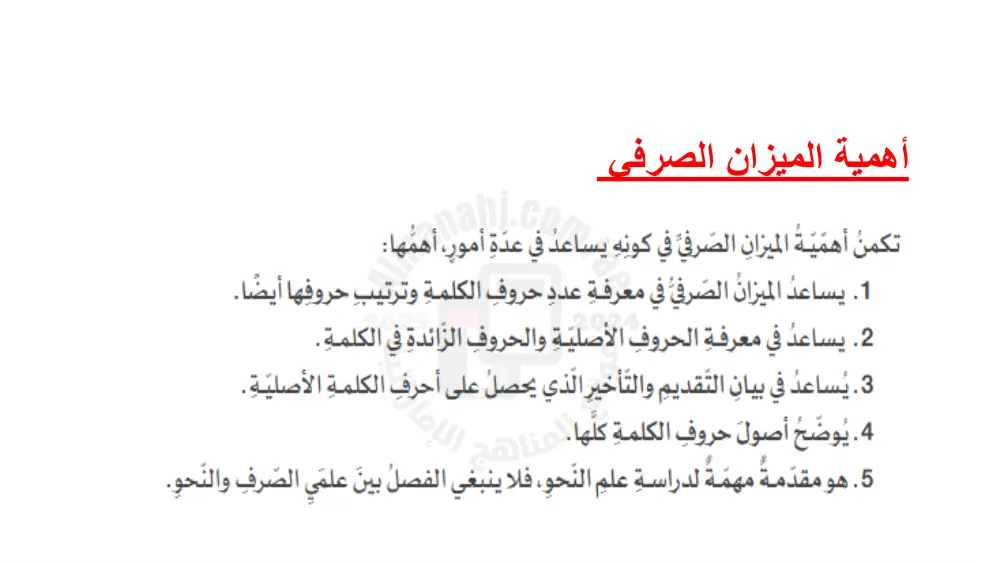 أهمية الميزان الصرفي
تكمنُ أهمّيّةُ الميزانِ الصّرفيِّ في كونِهِ يساعدُ في عدّةِ أمورٍ، أهمُّها:
1. يساعدُ الميزانُ الصّرفيُّ في معرفةِ عددِ حروفِ الكلمةِ وترتيبِ حروفِها أيضًا.
2. يساعدُ في معرفةِ الحروفِ الأصليّةِ والحروفِ الزّائدةِ في الكلمةِ.
3. يُساعدُ في بيانِ التّقديمِ والتّأخيرِ الّذي يحصلُ على أحرفِ الكلمةِ الأصليّةِ.
4. يُوضّحُ أصولَ حروفِ الكلمةِ كلَّها.
5. هو مقدّمةٌ مهمّةٌ لدراسةِ علمِ النّحوِ، فلا ينبغي الفصلُ بينَ علمَيِ الصّرفِ والنّحوِ.